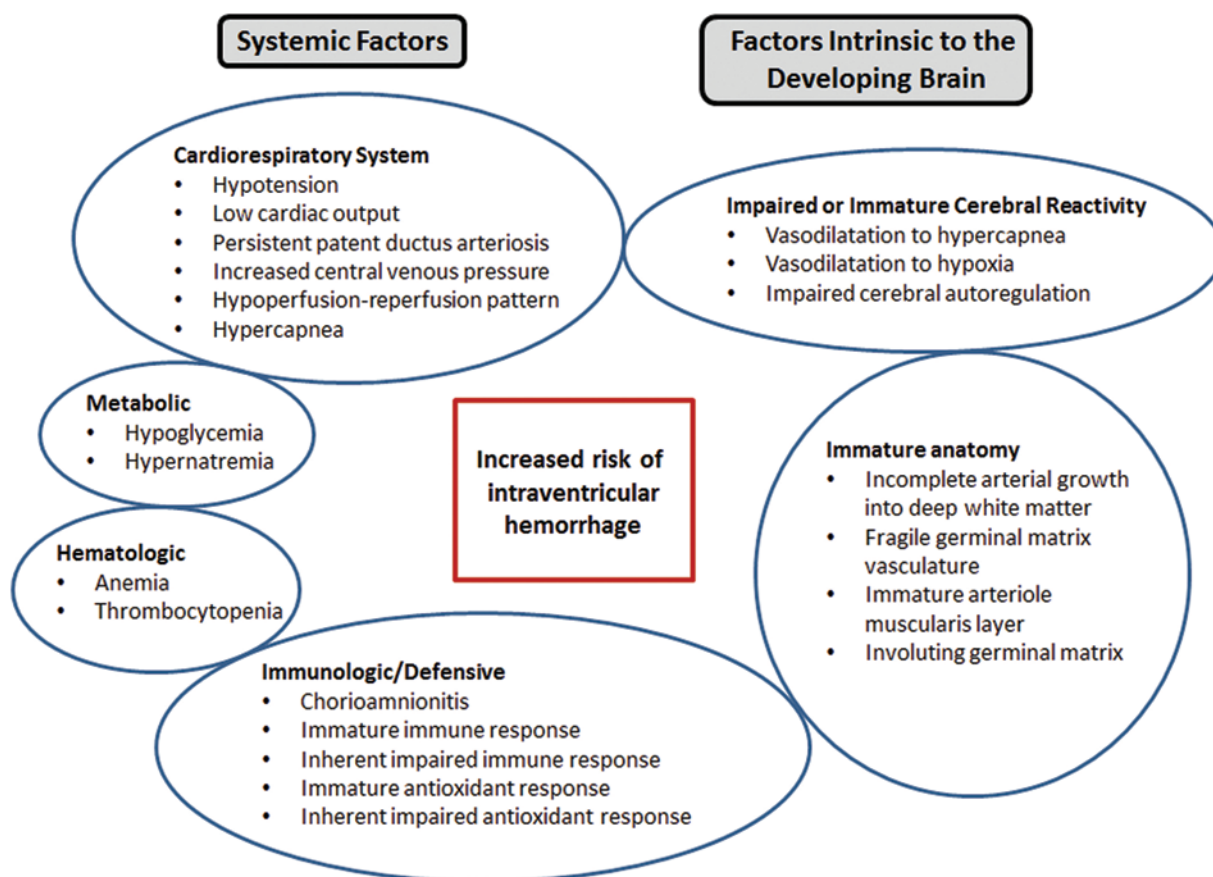 Systemic Factors
Factors Intrinsic to the
Developing Brain
Cardiorespiratory System
• Hypotension
• Low cardiac output
• Persistent patent ductus arteriosis
• Increased central venous pressure
• Hypoperfusion-reperfusion pattern
• Hypercapnea
Impaired or Immature Cerebral Reactivity
• Vasodilatation to hypercapnea
• Vasodilatation to hypoxia
• Impaired cerebral autoregulation
Metabolic
• Hypoglycemia
• Hypernatremia
Increased risk of
intraventricular
hemorrhage
Immature anatomy
• Incomplete arterial growth
into deep white matter
• Fragile germinal matrix
vasculature
• Immature arteriole
muscularis layer
• Involuting germinal matrix
Hematologic
• Anemia
• Thrombocytopenia
Immunologic/Defensive
• Chorioamnionitis
• Immature immune response
• Inherent impaired immune response
• Immature antioxidant response
• Inherent impaired antioxidant response